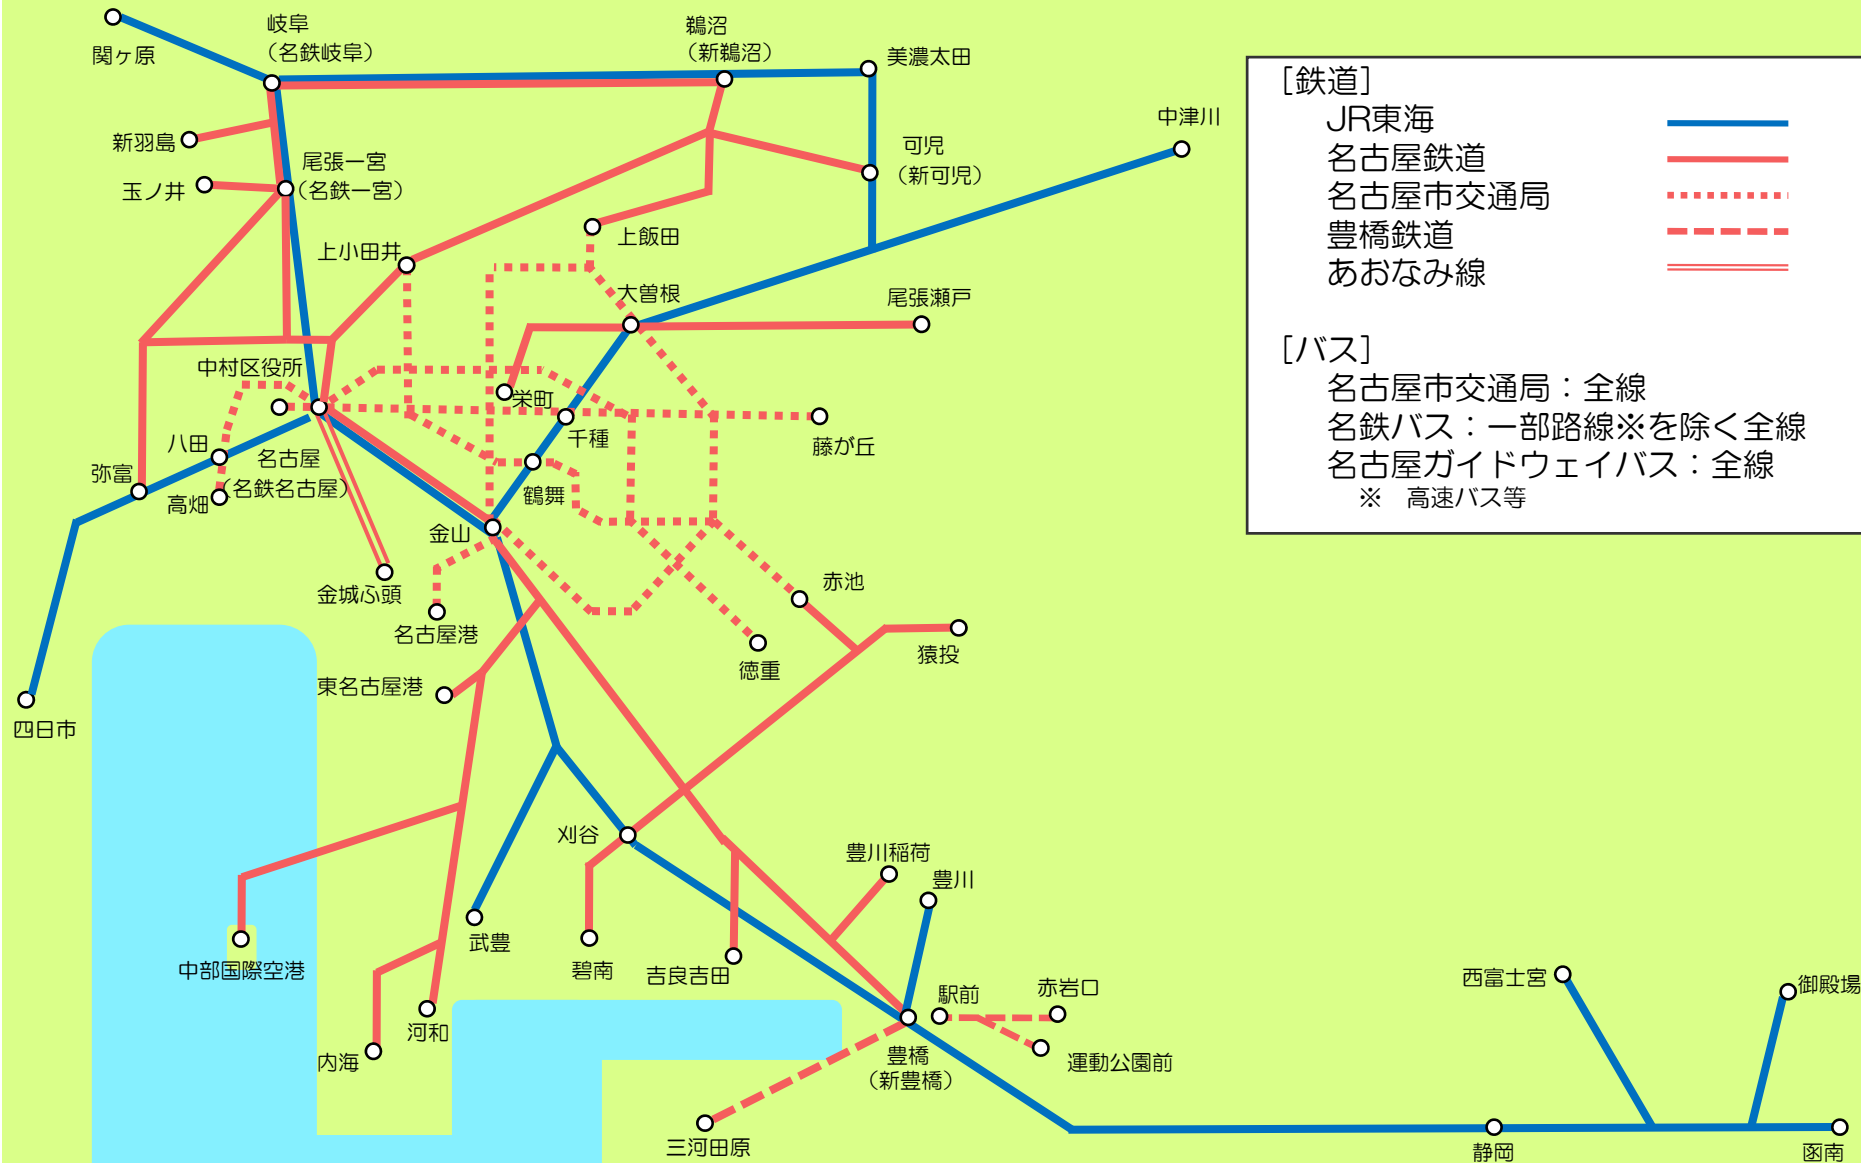 関ヶ原
岐阜
（名鉄岐阜）
鵜沼
（新鵜沼）
美濃太田
中津川
新羽島
尾張一宮
（名鉄一宮）
玉ノ井
可児
（新可児）
上小田井
上飯田
大曽根
尾張瀬戸
中村区役所
栄町
千種
藤が丘
八田
名古屋
（名鉄名古屋）
弥富
高畑
鶴舞
金山
金城ふ頭
名古屋港
赤池
徳重
猿投
東名古屋港
四日市
刈谷
豊川稲荷
豊川
武豊
碧南
吉良吉田
中部国際空港
河和
内海
駅前
赤岩口
運動公園前
豊橋
（新豊橋）
三河田原
西富士宮
御殿場
静岡
函南
［鉄道］
JR東海
名古屋鉄道
名古屋市交通局
豊橋鉄道
あおなみ線
［バス］
名古屋市交通局：全線
名鉄バス：一部路線※を除く全線
名古屋ガイドウェイバス：全線
※　高速バス等